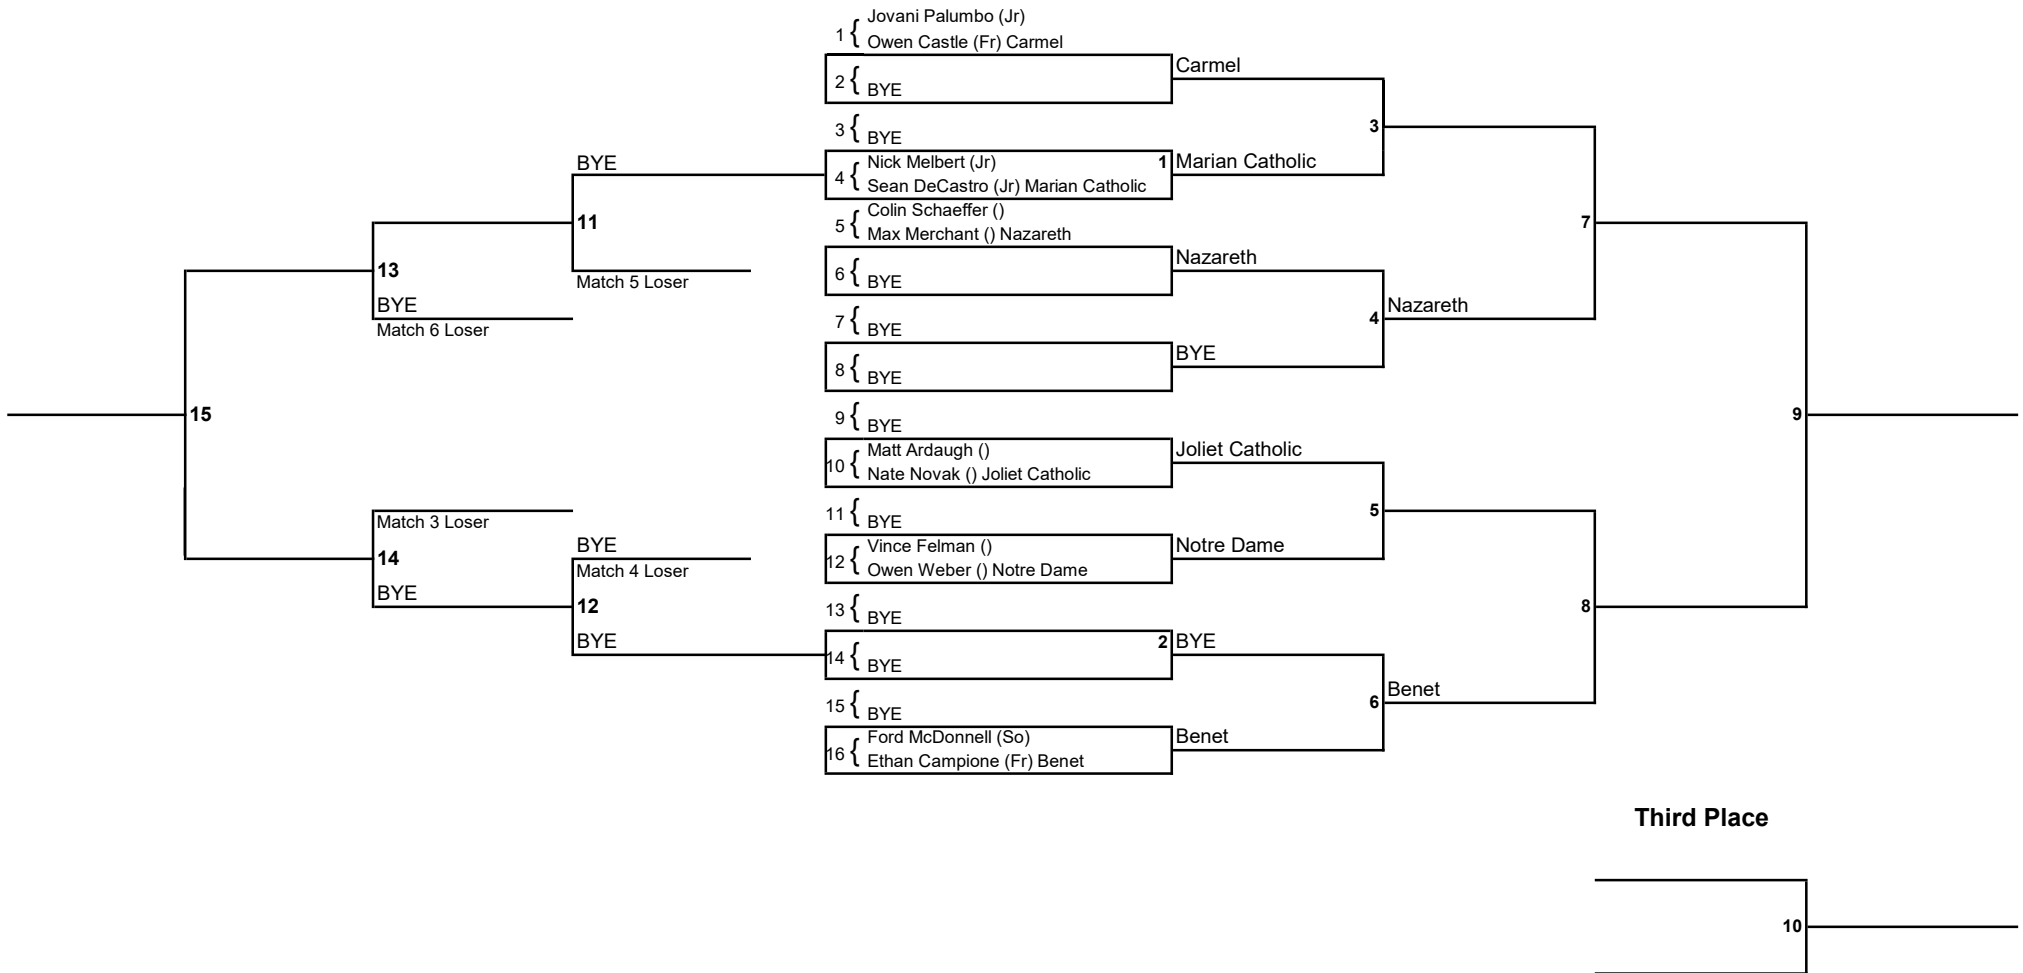 1 { Jovani Palumbo (Jr)
Owen Castle (Fr) Carmel
Carmel
2 { BYE
3 { BYE
3
BYE
Nick Melbert (Jr)
1 Marian Catholic
4 { Sean DeCastro (Jr) Marian Catholic
Colin Schaeffer ()
5 { Max Merchant () Nazareth
11
7
Nazareth
13
6 { BYE
Match 5 Loser
BYE
Nazareth
4
7 { BYE
Match 6 Loser
BYE
8 { BYE
15
9 { BYE
9
Matt Ardaugh ()
Joliet Catholic
10 { Nate Novak () Joliet Catholic
5
11 { BYE
Match 3 Loser
BYE
Vince Felman ()
Notre Dame
14
12 { Owen Weber () Notre Dame
Match 4 Loser
BYE
12
8
13 { BYE
BYE
2 BYE
14 { BYE
Benet
6
15 { BYE
Ford McDonnell (So)
Benet
16 { Ethan Campione (Fr) Benet
Third Place
10